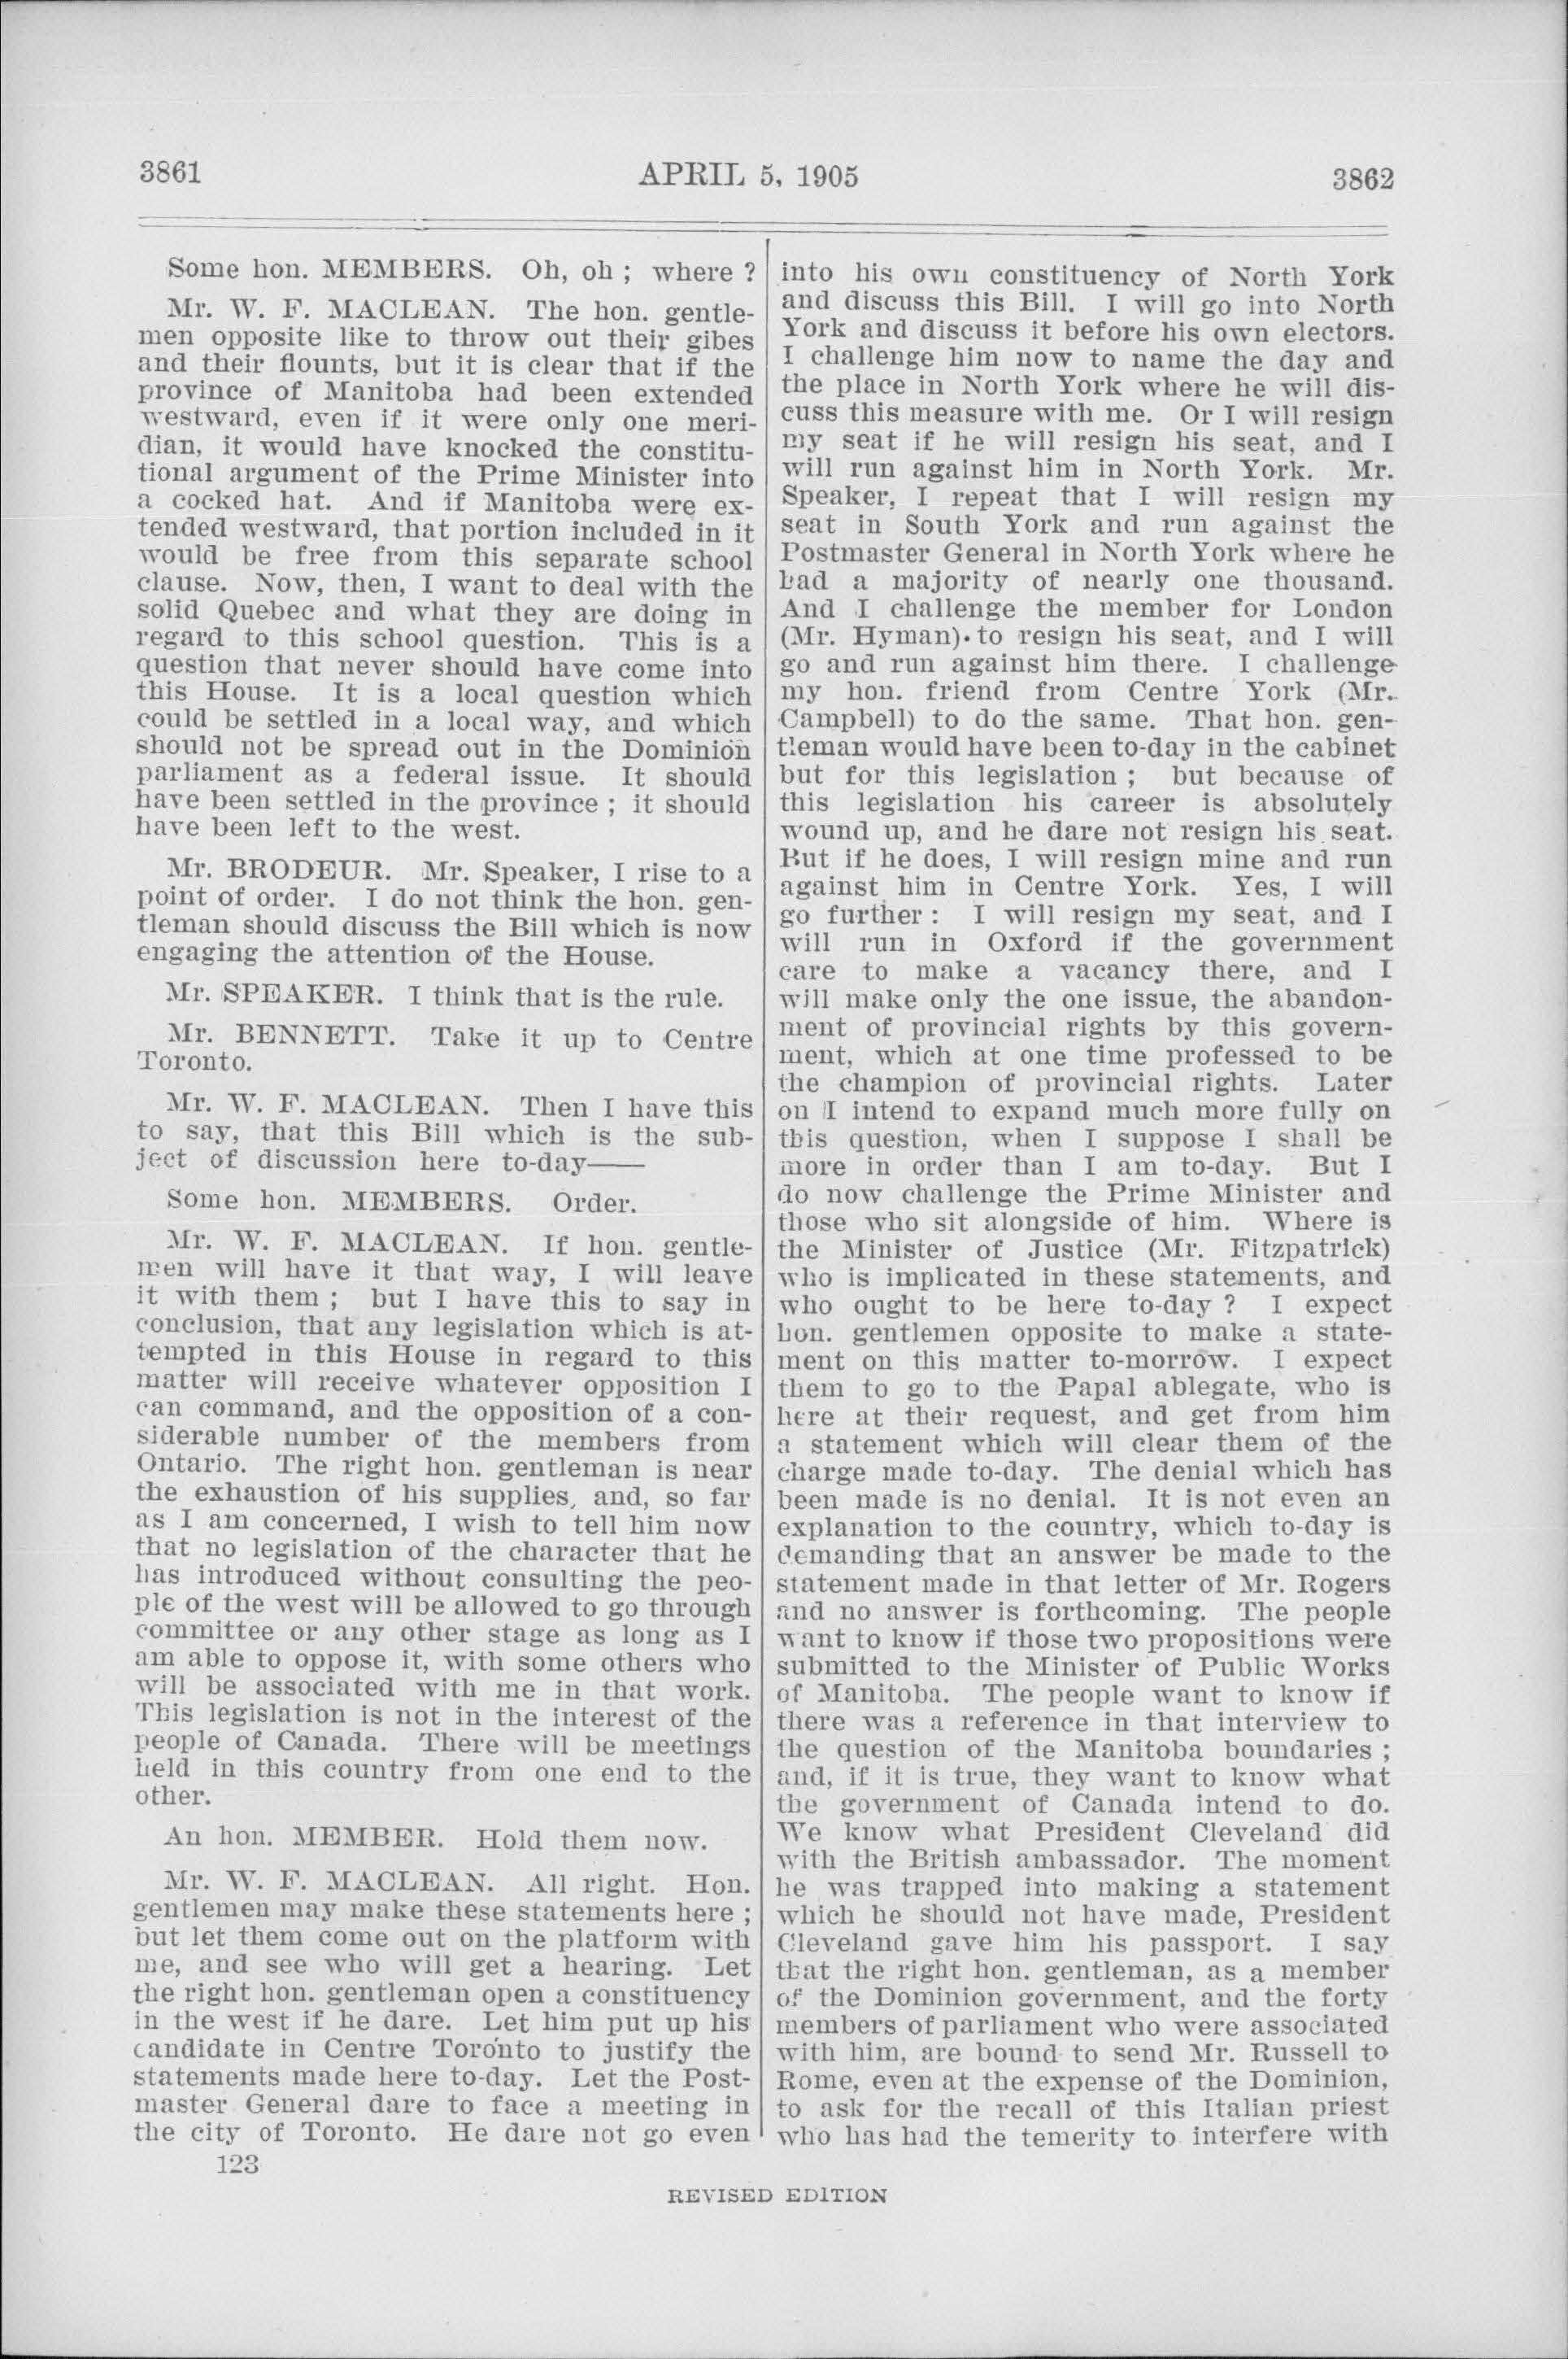 3861
APRIL 5, 1905
3862
Some hon. MEMBERS. Oh, oh ; where ?
Mr. W. F. MACLEAN. The hon. gentle-
men opposite like to throw out their gibes
and their flounts, but it is clear that if the
province of Manitoba had been extended
westward, even if it were only one meri-
dian, it would have knocked the constitu-
tional argument of the Prime Minister into
a cocked hat. And if Manitoba were ex-
tended westward, that portion included in it
would be free from this separate school
clause. Now, then, I want to deal with the
solid Quebec and what they are doing in
regard to this school question. This is a
question that never should have come into
this House. It is a local question which
could be settled in a local way, and which
should not be spread out in the Dominion
parliament as a federal issue. It should
have been settled in the province ; it should
have been left to the west.
Mr. BRODEUR. Mr. Speaker, I rise to a
point of order. I do not think the hon. gen-
tleman should discuss the Bill which is now
engaging the attention of the House.
Mr. SPEAKER. I think that is the rule.
Mr. BENNETT. Take it up to Centre
Toronto.
Mr. W. F. MACLEAN. Then I have this
to say, that this Bill which is the sub-
ject of discussion here to-day——
Some hon. MEMBERS. Order.
Mr. W. F. MACLEAN. If hon. gentle-
men will have it that way, I will leave
it with them ; but I have this to say in
conclusion, that any legislation which is at-
tempted in this House in regard to this
matter will receive whatever opposition I
can command, and the opposition of a con-
siderable number of the members from
Ontario. The right hon. gentleman is near
the exhaustion of his supplies, and, so far
as I am concerned, I wish to tell him now
that no legislation of the character that he
has introduced without consulting the peo-
ple of the west will be allowed to go through
committee or any other stage as long as I
am able to oppose it, with some others who
will be associated with me in that work.
This legislation is not in the interest of the
people of Canada. There will be meetings
held in this country from one end to the
other.
An hon. MEMBER. Hold them now.
Mr. W. F. MACLEAN. All right. Hon.
gentlemen may make these statements here ;
but let them come out on the platform with
me, and see who will get a hearing. Let
the right hon. gentleman open a constituency
in the west if he dare. Let him put up his
candidate in Centre Toronto to justify the
statements made here to-day. Let the Post-
master General dare to face a meeting in
the city of Toronto. He dare not go even
123
into his own constituency of North York
and discuss this Bill. I will go into North
York and discuss it before his own electors.
I challenge him now to name the day and
the place in North York where he will dis-
cuss this measure with me. Or I will resign
my seat if he will resign his seat, and I
will run against him in North York. Mr.
Speaker, I repeat that I will resign my
seat in South York and run against the
Postmaster General in North York where he
had a majority of nearly one thousand.
And I challenge the member for London
(Mr. Hyman) to resign his seat, and I will
go and run against him there. I challenge
my hon. friend from Centre York (Mr.
Campbell) to do the same. That hon. gen-
tleman would have been to-day in the cabinet
but for this legislation ; but because of
this legislation his career is absolutely
wound up, and he dare not resign his seat.
But if he does, I will resign mine and run
against him in Centre York. Yes, I will
go further : I will resign my seat, and I
will run in Oxford if the government
care to make a vacancy there, and I
will make only the one issue, the abandon-
ment of provincial rights by this govern-
ment, which at one time professed to be
the champion of provincial rights. Later
on I intend to expand much more fully on
this question, when I suppose I shall be
more in order than I am to-day. But I
do now challenge the Prime Minister and
those who sit alongside of him. Where is
the Minister of Justice (Mr. Fitzpatrick)
who is implicated in these statements, and
who ought to be here to-day ? I expect
hon. gentlemen opposite to make a state-
ment on this matter to-morrow. I expect
them to go to the Papal ablegate, who is
here at their request, and get from him
a statement which will clear them of the
charge made to-day. The denial which has
been made is no denial. It is not even an
explanation to the country, which to-day is
demanding that an answer be made to the
statement made in that letter of Mr. Rogers
and no answer is forthcoming. The people
want to know if those two propositions were
submitted to the Minister of Public Works
of Manitoba. The people want to know if
there was a reference in that interview to
the question of the Manitoba boundaries ;
and, if it is true, they want to know what
the government of Canada intend to do.
We know what President Cleveland did
with the British ambassador. The moment
he was trapped into making a statement
which he should not have made, President
Cleveland gave him his passport. I say
that the right hon. gentleman, as a member
of the Dominion government, and the forty
members of parliament who were associated
with him, are bound to send Mr. Russell to
Rome, even at the expense of the Dominion,
to ask for the recall of this Italian priest
who has had the temerity to interfere with
REVISED EDITION